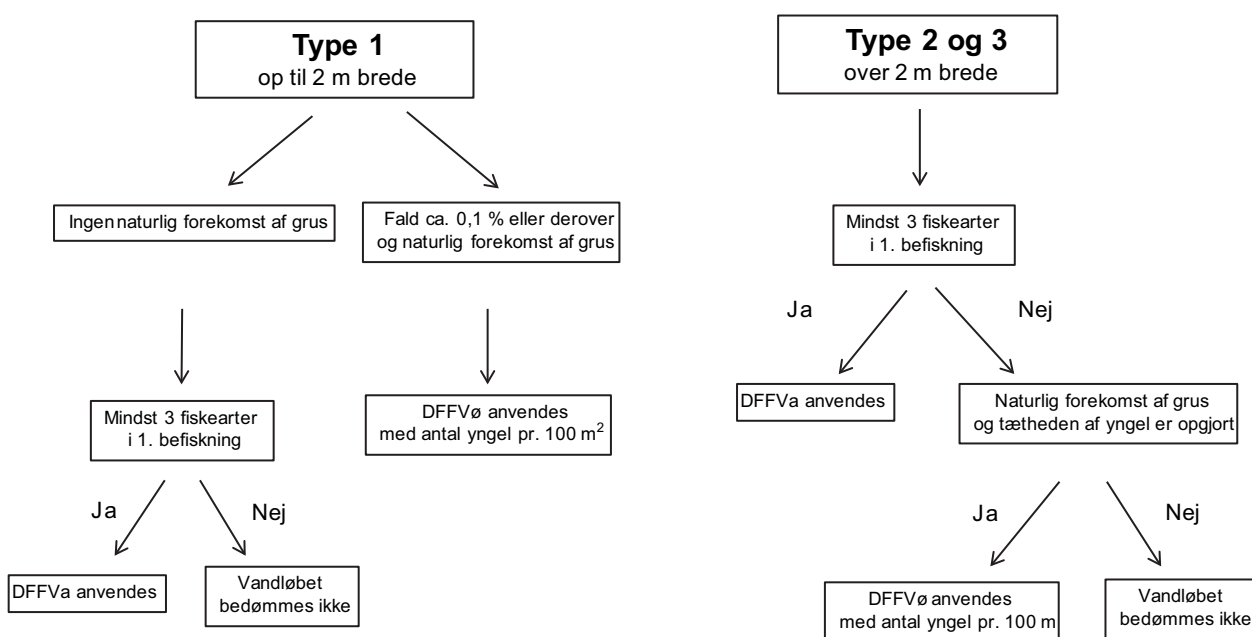 Type 1
op til 2 m brede
Ingen naturlig forekomst af grus
Fald ca. 0,1 % eller derover
og naturlig forekomst af grus
Mindst 3 fiskearter
i 1. befiskning
DFFVø anvendes
med antal yngel pr. 100 m²
Ja
Nej
DFFVa anvendes
Vandløbet
bedømmes ikke
Type 2 og 3
over 2 m brede
Mindst 3 fiskearter
i 1. befiskning
Ja
Nej
DFFVa anvendes
Naturlig forekomst af grus
og tætheden af yngel er opgjort
Ja
Nej
DFFVø anvendes
med antal yngel pr. 100 m
Vandløbet
bedømmes ikke